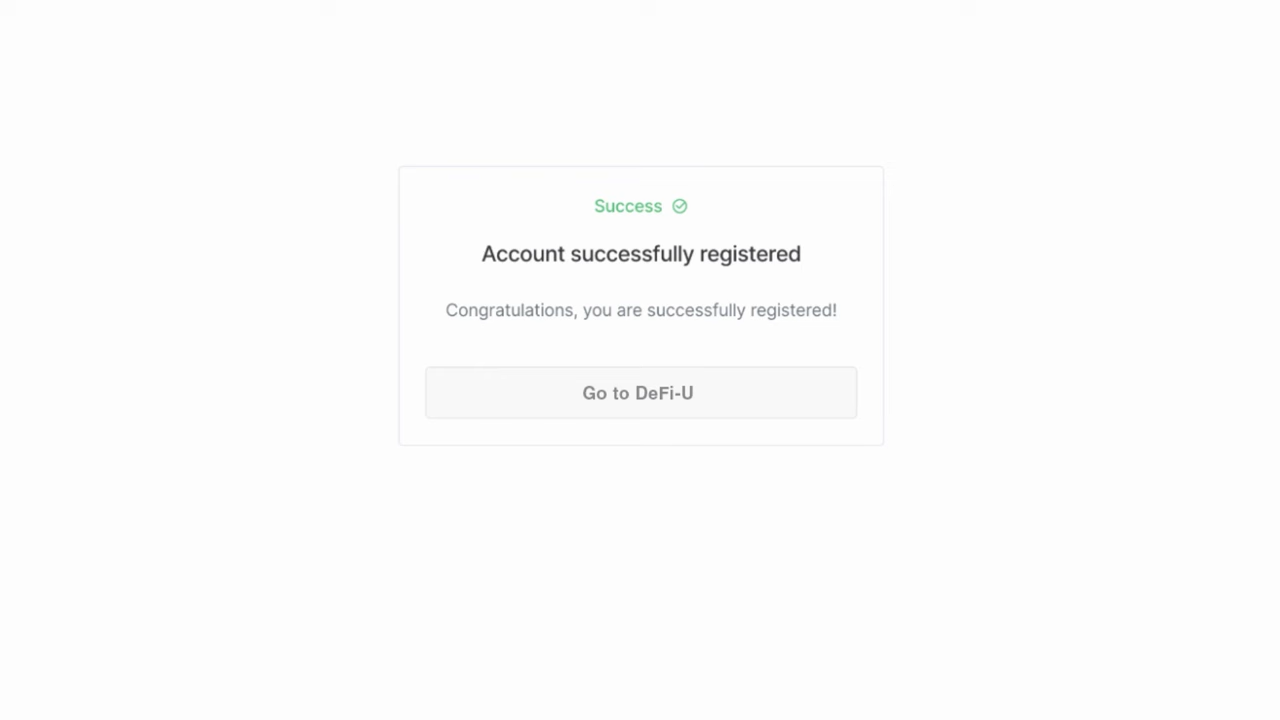 Success
Account successfully registered
Congratulations, you are successfully registered!
Go to DeFi-U